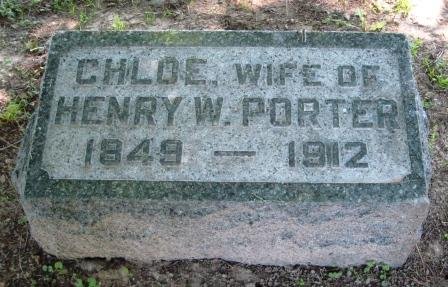 CHLOE, WIFE OF
HENRY W. PORTER
1849 — 1912